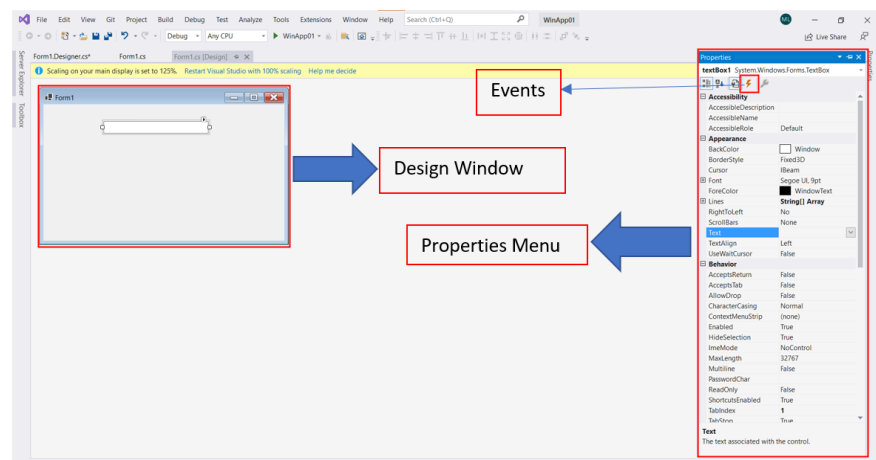 File Edit View Git Project Build Debug Test Analyze Tools Extensions Window Help Search (Ctrl+Q) WinApp01 ML
Debug Any CPU WinApp01 Live Share
Server Explorer
Toolbox
Form1.Designer.cs* Form1.cs Form1.cs [Design]
Scaling on your main display is set to 125%. Restart Visual Studio with 100% scaling Help me decide
Form1
Events
Design Window
Properties Menu
Properties
Properties
textBox1 System.Windows.Forms.TextBox
Accessibility
AccessibleDescription
AccessibleName
AccessibleRole Default
Appearance
BackColor Window
BorderStyle Fixed3D
Cursor IBeam
Font Segoe UI, 9pt
ForeColor WindowText
Lines String[] Array
RightToLeft No
ScrollBars None
Text
TextAlign Left
UseWaitCursor False
Behavior
AcceptsReturn False
AcceptsTab False
AllowDrop False
CharacterCasing Normal
ContextMenuStrip (none)
Enabled True
HideSelection True
ImeMode NoControl
MaxLength 32767
Multiline False
PasswordChar
ReadOnly False
ShortcutsEnabled True
TabIndex 1
TabStop True
Text
The text associated with the control.